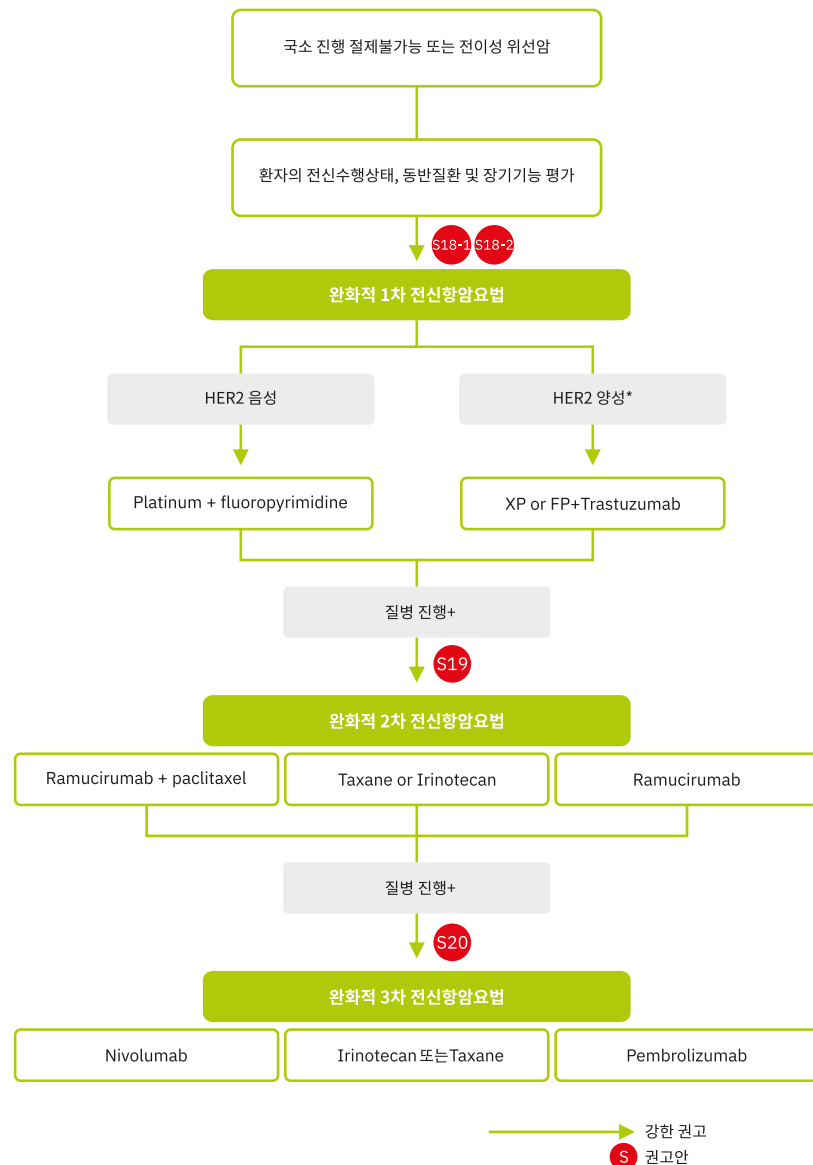 국소 진행 절제불가능 또는 전이성 위선암
환자의 전신수행상태, 동반질환 및 장기기능 평가
S18-1 S18-2
완화적 1차 전신항암요법
HER2 음성
HER2 양성*
Platinum + fluoropyrimidine
XP or FP+Trastuzumab
질병 진행+
S19
완화적 2차 전신항암요법
Ramucirumab + paclitaxel
Taxane or Irinotecan
Ramucirumab
질병 진행+
S20
완화적 3차 전신항암요법
Nivolumab
Irinotecan 또는Taxane
Pembrolizumab
강한 권고
S 권고안